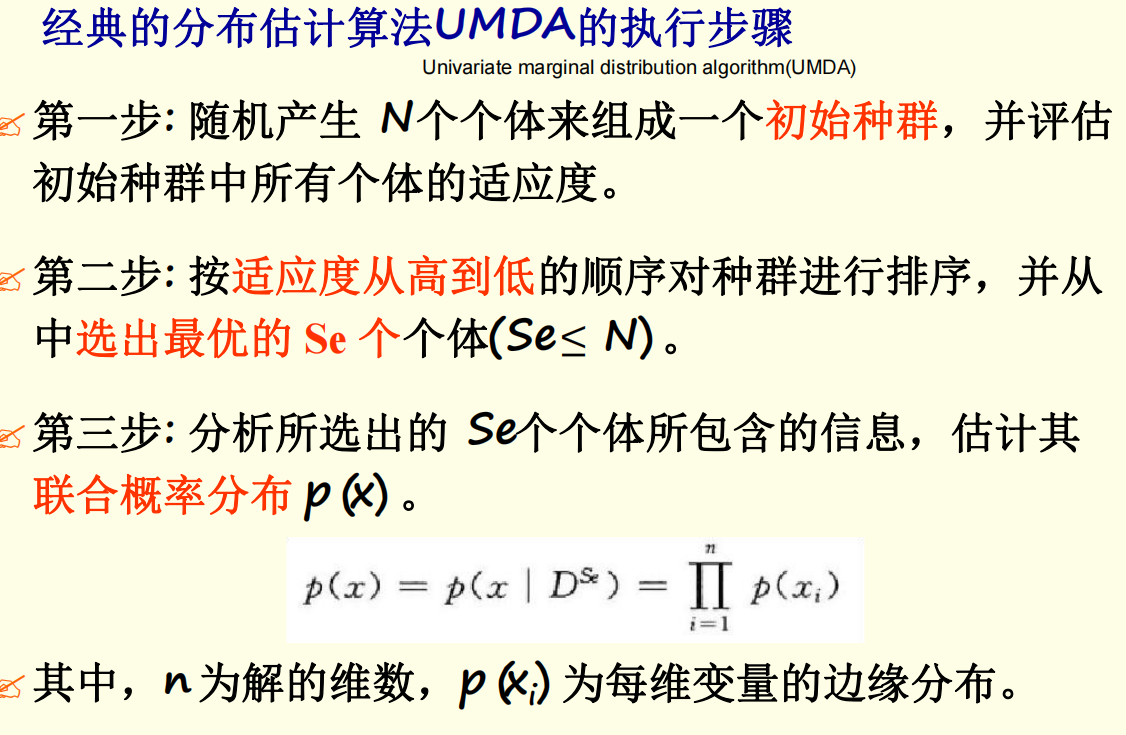 经典的分布估计算法UMDA的执行步骤
Univariate marginal distribution algorithm(UMDA)
第一步: 随机产生 N个个体来组成一个初始种群，并评估
初始种群中所有个体的适应度。
第二步: 按适应度从高到低的顺序对种群进行排序，并从
中选出最优的 Se 个个体(Se≤ N)。
第三步: 分析所选出的 Se个个体所包含的信息，估计其
联合概率分布 p (x) 。
p(x) = p(x | D^Se) = ∏_{i=1}^{n} p(x_i)
其中，n 为解的维数，p (x_i) 为每维变量的边缘分布。